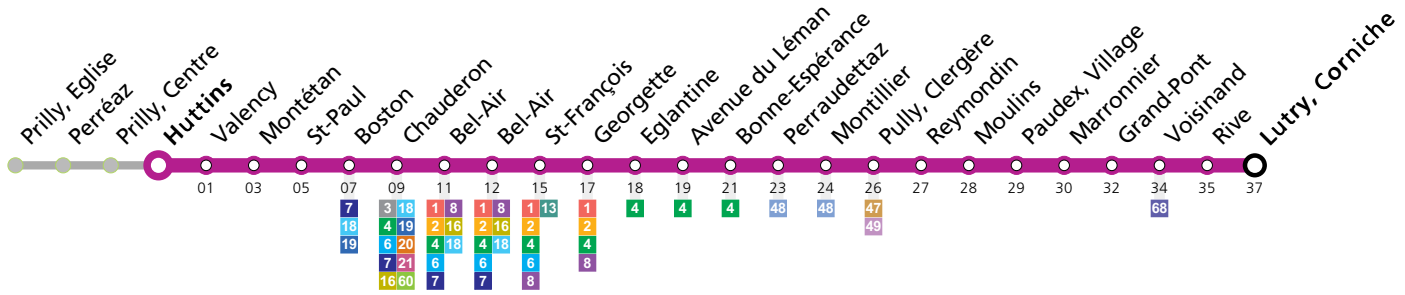 Prilly, Eglise
Perréaz
Prilly, Centre
Huttins
Valency
Montétan
St-Paul
Boston
Chauderon
Bel-Air
Bel-Air
St-François
Georgette
Eglantine
Avenue du Léman
Bonne-Espérance
Perraudettaz
Montillier
Pully, Clergère
Reymondin
Moulins
Paudex, Village
Marronnier
Grand-Pont
Voisinand
Rive
Lutry, Corniche
01 03 05 07 09 11 12 15 17 18 19 21 23 24 26 27 28 29 30 32 34 35 37
7 3 18 1 8 1 8 1 13 1 4 4 4 48 48 47 68
18 4 19 2 16 2 16 2 2 49
19 6 20 4 18 4 18 4 4
7 21 6 6 6 8
16 60 7 7 8